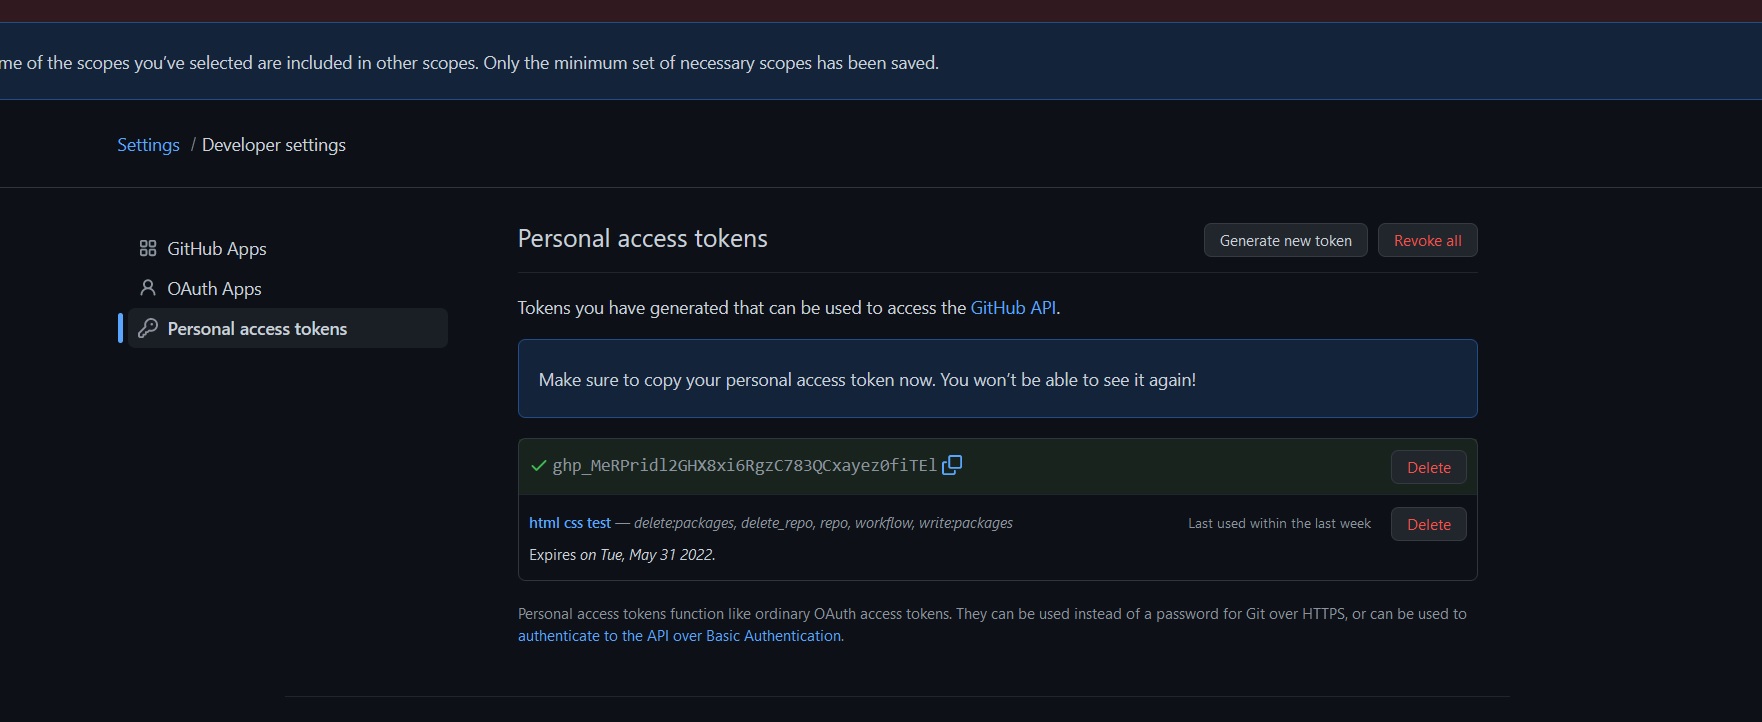 me of the scopes you've selected are included in other scopes. Only the minimum set of necessary scopes has been saved.
Settings / Developer settings
GitHub Apps
OAuth Apps
Personal access tokens
Personal access tokens
Generate new token
Revoke all
Tokens you have generated that can be used to access the GitHub API.
Make sure to copy your personal access token now. You won't be able to see it again!
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
Delete
html css test — delete:packages, delete_repo, repo, workflow, write:packages
Last used within the last week
Delete
Expires on Tue, May 31 2022.
Personal access tokens function like ordinary OAuth access tokens. They can be used instead of a password for Git over HTTPS, or can be used to
authenticate to the API over Basic Authentication.